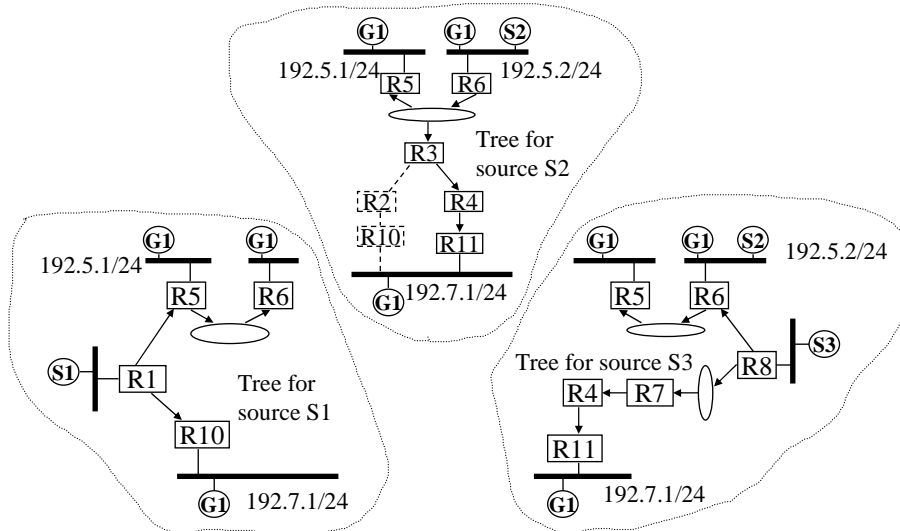 G1 G1 S2
192.5.1/24 192.5.2/24
R5 R6
Tree for
source S2
R3
R2 R4
R10 R11
192.7.1/24
G1
G1 G1
192.5.1/24
R5 R6
S1
R1
Tree for
source S1
R10
192.7.1/24
G1
G1 G1 S2
192.5.2/24
R5 R6
S3
R8
Tree for source S3
R4 R7
R11
192.7.1/24
G1